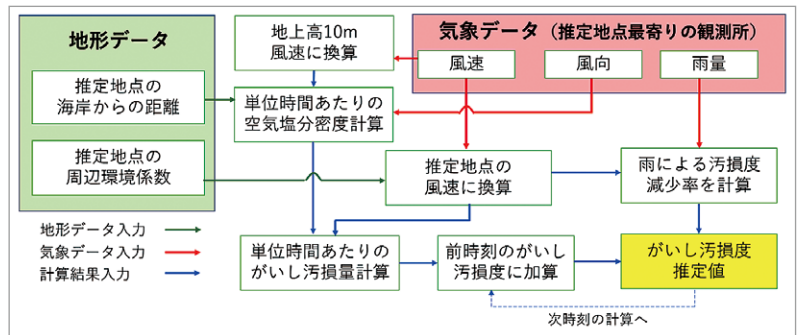 地形データ
推定地点の
海岸からの距離
推定地点の
周辺環境係数
地上高10m
風速に換算
気象データ（推定地点最寄りの観測所）
風速
風向
雨量
単位時間あたりの
空気塩分密度計算
推定地点の
風速に換算
雨による汚損度
減少率を計算
地形データ入力
気象データ入力
計算結果入力
単位時間あたりの
がいし汚損量計算
前時刻のがいし
汚損度に加算
がいし汚損度
推定値
次時刻の計算へ